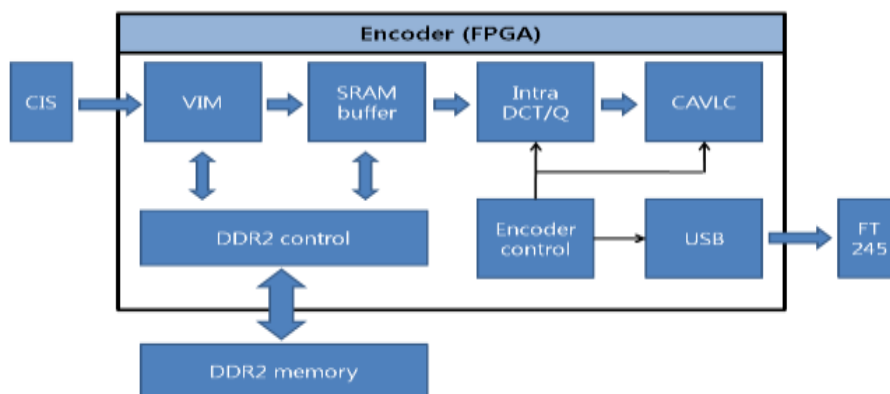 Encoder (FPGA)
CIS
VIM
SRAM
buffer
Intra
DCT/Q
CAVLC
DDR2 control
Encoder
control
USB
FT
245
DDR2 memory